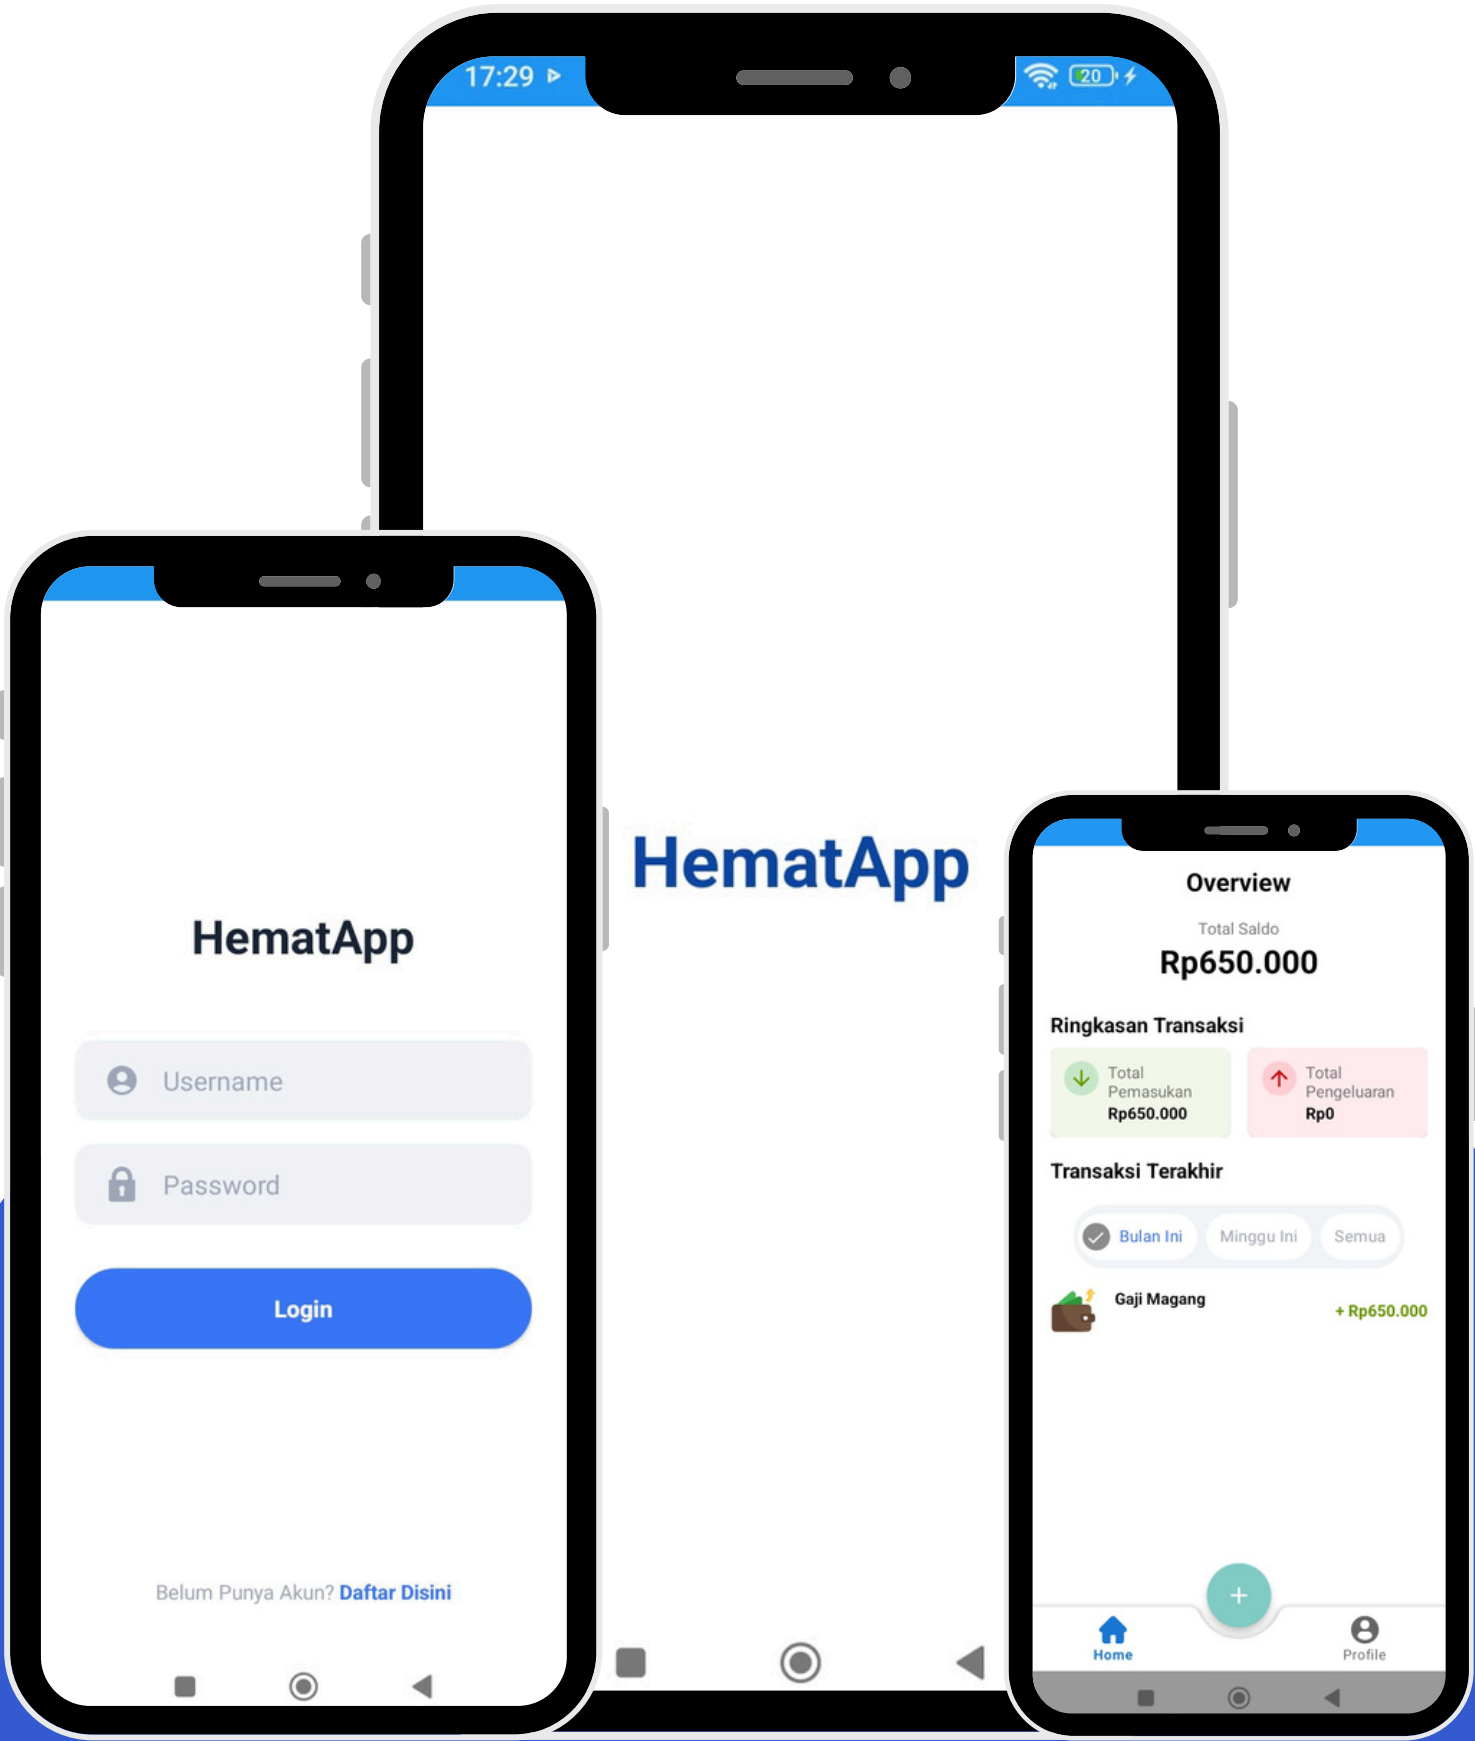 17:29
20
HematApp
HematApp
Username
Password
Login
Belum Punya Akun? Daftar Disini
Overview
Total Saldo
Rp650.000
Ringkasan Transaksi
Total
Pemasukan
Rp650.000
Total
Pengeluaran
Rp0
Transaksi Terakhir
Bulan Ini
Minggu Ini
Semua
Gaji Magang
+ Rp650.000
+
Home
Profile